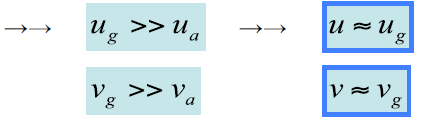 →→ u_g >> u_a →→ u ≈ u_g
v_g >> v_a v ≈ v_g